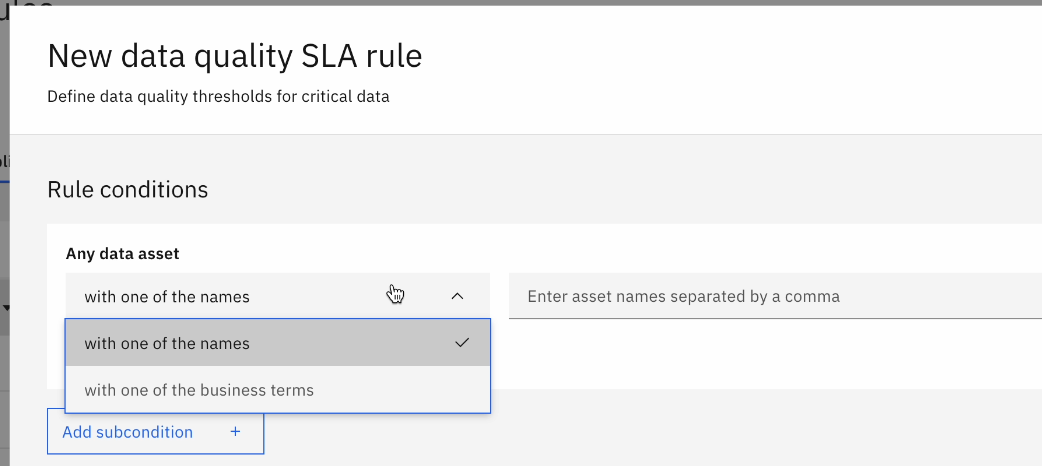 New data quality SLA rule
Define data quality thresholds for critical data
Rule conditions
Any data asset
with one of the names
Enter asset names separated by a comma
with one of the names
with one of the business terms
Add subcondition +